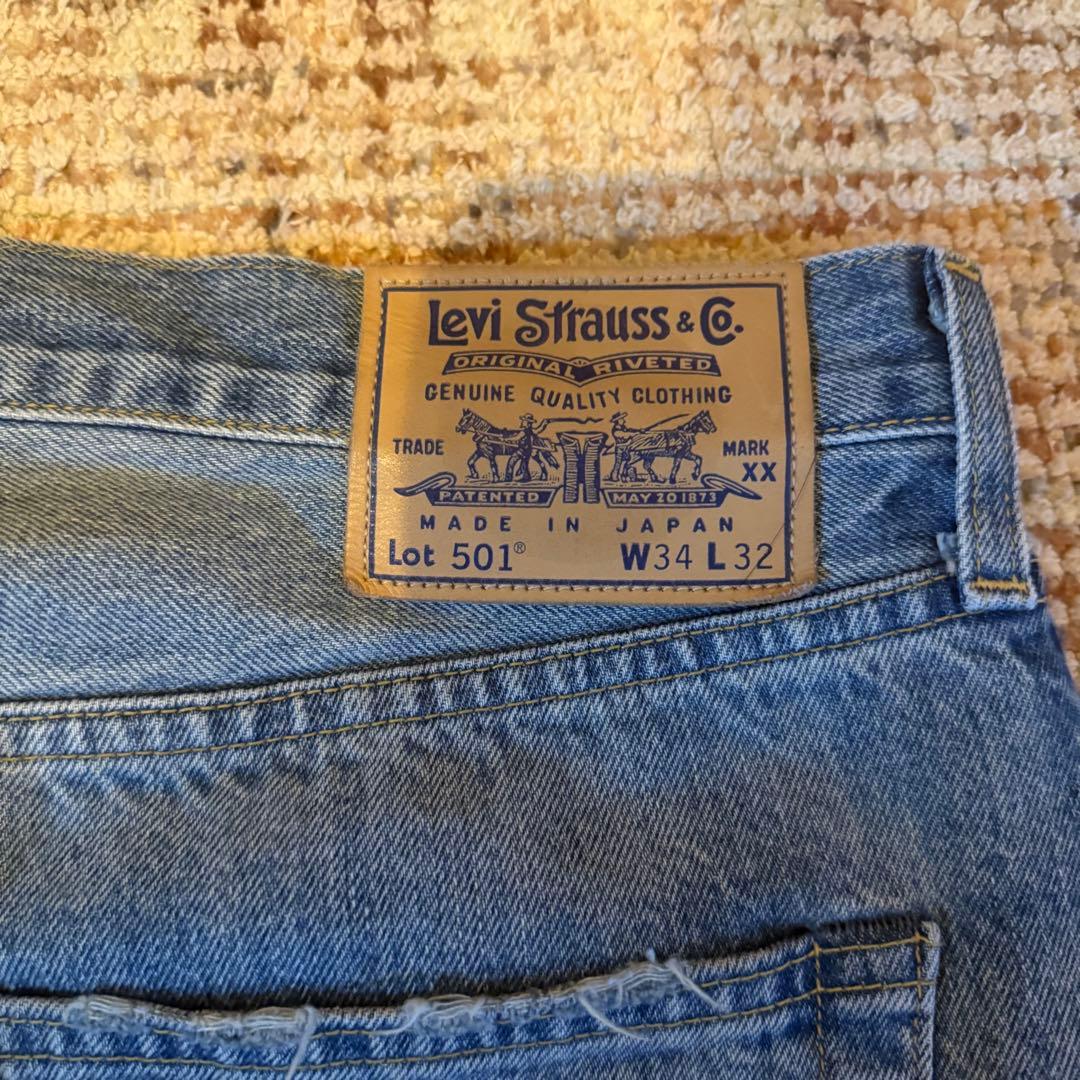 Levi Strauss & Co.
ORIGINAL RIVETED
GENUINE QUALITY CLOTHING
TRADE MARK
XX
PATENTED MAY 20 1873
MADE IN JAPAN
Lot 501® W34 L32